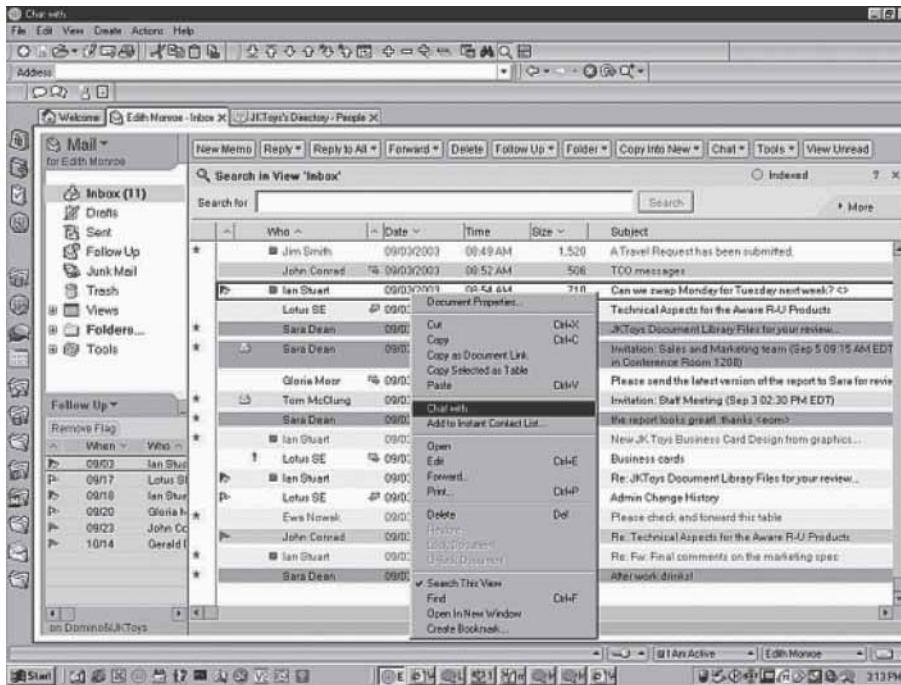 Chat with
File Edit View Create Actions Help
Address
Welcome Edith Monroe - Inbox JKToys's Directory - People
Mail
for Edith Monroe
New Memo Reply Reply to All Forward Delete Follow Up Folder Copy Into New Chat Tools View Unread
Search in View 'Inbox' Indexed ? x
Search for Search More
Inbox (11)
Drafts
Sent
Follow Up
Junk Mail
Trash
Views
Folders...
Tools
Who Date Time Size Subject
Jim Smith 09/03/2003 08:49 AM 1,520 A Travel Request has been submitted.
John Conrad 09/03/2003 08:52 AM 506 TCO messages
Ian Stuart 09/03/2003 08:54 AM 710 Can we swap Monday for Tuesday next week? <>
Lotus SE Technical Aspects for the Aware R-U Products
Sara Dean JKToys Document Library Files for your review...
Sara Dean Invitation: Sales and Marketing team (Sep 5 09:15 AM EDT
in Conference Room 1208)
Gloria Please send the latest version of the report to Sara for revie
Tom McClung Invitation: Staff Meeting (Sep 3 02:30 PM EDT)
Sara Dean the report looks great! thanks <eom>
Ian Stuart New JK Toys Business Card Design from graphics...
Lotus SE Business cards
Ian Stuart Re: JKToys Document Library Files for your review...
Lotus SE Admin Change History
Ewa Nowak Please check and forward this table
John Conrad Re: Technical Aspects for the Aware R-U Products
Ian Stuart Re: Fw: Final comments on the marketing spec
Sara Dean After work drinks!
Document Properties...
Cut Ctrl+X
Copy Ctrl+C
Copy as Document Link
Copy Selected as Table
Paste Ctrl+V
Chat with
Add to Instant Contact List...
Open
Edit Ctrl+E
Forward...
Print... Ctrl+P
Delete Del
Search This View
Find Ctrl+F
Open In New Window
Create Bookmark...
Follow Up
Remove Flag
When Who
09/03 Ian Stua
09/17 Lotus SE
09/18 Ian Stuar
09/20 Gloria
09/23 John Co
10/14 Gerald
on
I Am Active Edith Monroe
Start 2:13 PM